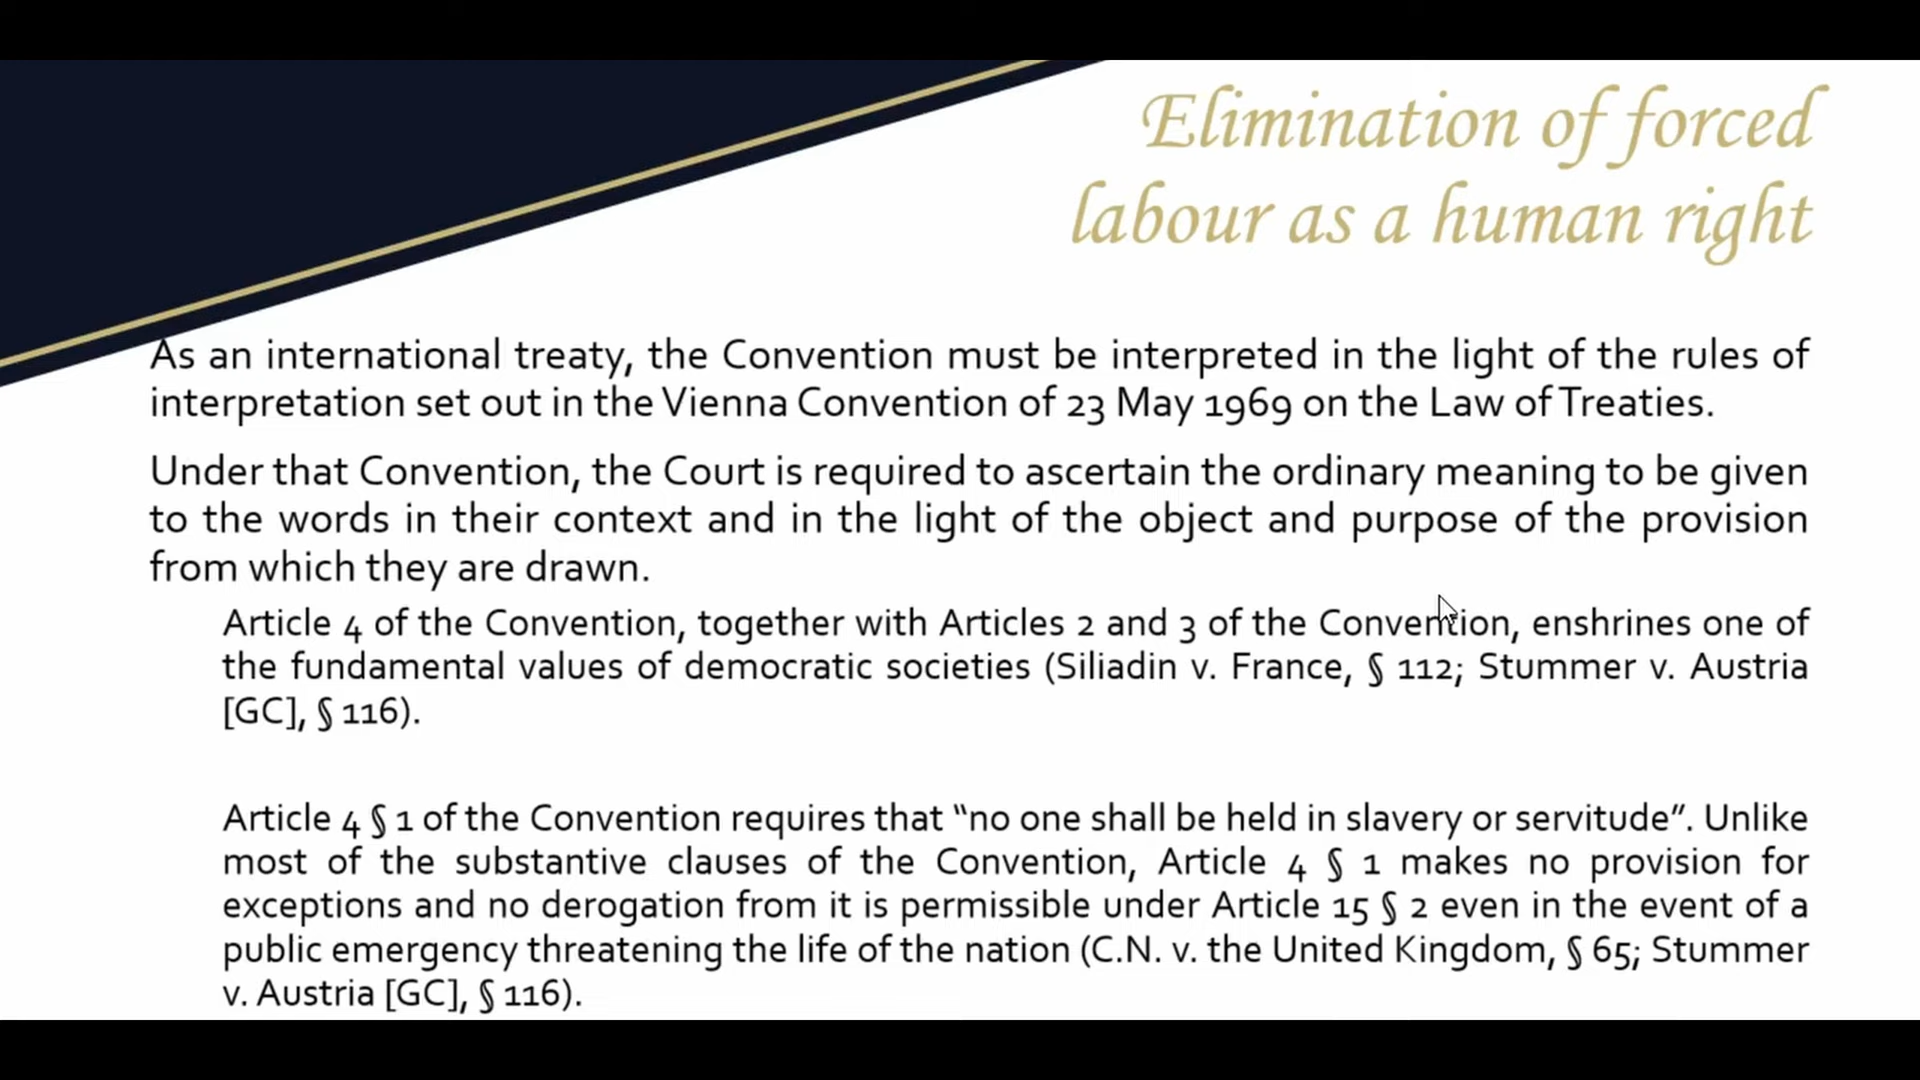 Elimination of forced
labour as a human right
As an international treaty, the Convention must be interpreted in the light of the rules of
interpretation set out in the Vienna Convention of 23 May 1969 on the Law of Treaties.
Under that Convention, the Court is required to ascertain the ordinary meaning to be given
to the words in their context and in the light of the object and purpose of the provision
from which they are drawn.
Article 4 of the Convention, together with Articles 2 and 3 of the Convention, enshrines one of
the fundamental values of democratic societies (Siliadin v. France, § 112; Stummer v. Austria
[GC], § 116).
Article 4 § 1 of the Convention requires that “no one shall be held in slavery or servitude”. Unlike
most of the substantive clauses of the Convention, Article 4 § 1 makes no provision for
exceptions and no derogation from it is permissible under Article 15 § 2 even in the event of a
public emergency threatening the life of the nation (C.N. v. the United Kingdom, § 65; Stummer
v. Austria [GC], § 116).